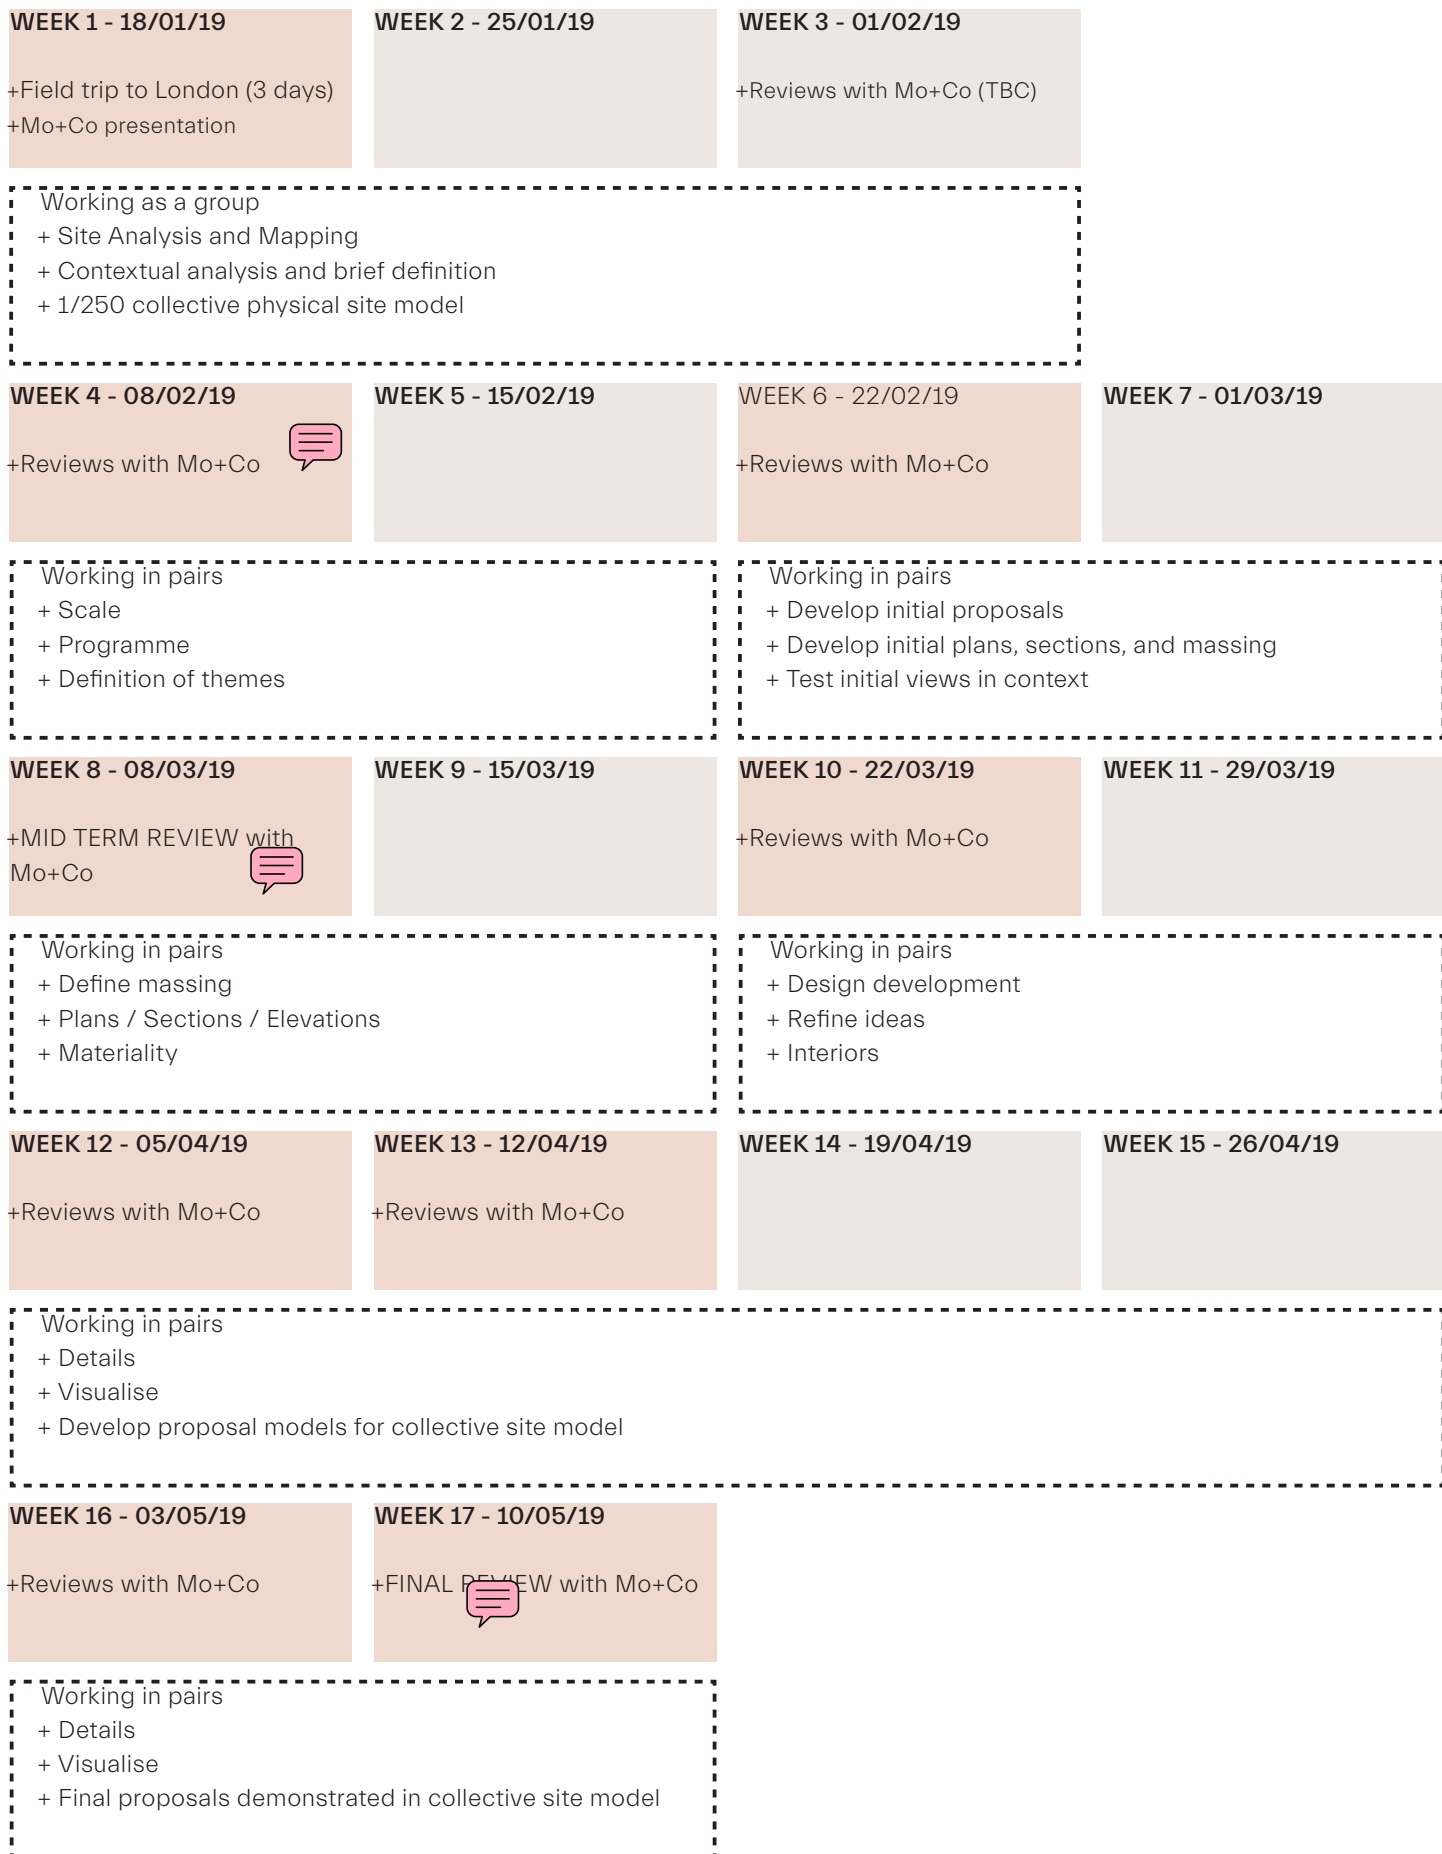 WEEK 1 - 18/01/19
+Field trip to London (3 days)
+Mo+Co presentation
WEEK 2 - 25/01/19
WEEK 3 - 01/02/19
+Reviews with Mo+Co (TBC)
Working as a group
+ Site Analysis and Mapping
+ Contextual analysis and brief definition
+ 1/250 collective physical site model
WEEK 4 - 08/02/19
+Reviews with Mo+Co
WEEK 5 - 15/02/19
WEEK 6 - 22/02/19
+Reviews with Mo+Co
WEEK 7 - 01/03/19
Working in pairs
+ Scale
+ Programme
+ Definition of themes
Working in pairs
+ Develop initial proposals
+ Develop initial plans, sections, and massing
+ Test initial views in context
WEEK 8 - 08/03/19
+MID TERM REVIEW with
Mo+Co
WEEK 9 - 15/03/19
WEEK 10 - 22/03/19
+Reviews with Mo+Co
WEEK 11 - 29/03/19
Working in pairs
+ Define massing
+ Plans / Sections / Elevations
+ Materiality
Working in pairs
+ Design development
+ Refine ideas
+ Interiors
WEEK 12 - 05/04/19
+Reviews with Mo+Co
WEEK 13 - 12/04/19
+Reviews with Mo+Co
WEEK 14 - 19/04/19
WEEK 15 - 26/04/19
Working in pairs
+ Details
+ Visualise
+ Develop proposal models for collective site model
WEEK 16 - 03/05/19
+Reviews with Mo+Co
WEEK 17 - 10/05/19
+FINAL REVIEW with Mo+Co
Working in pairs
+ Details
+ Visualise
+ Final proposals demonstrated in collective site model